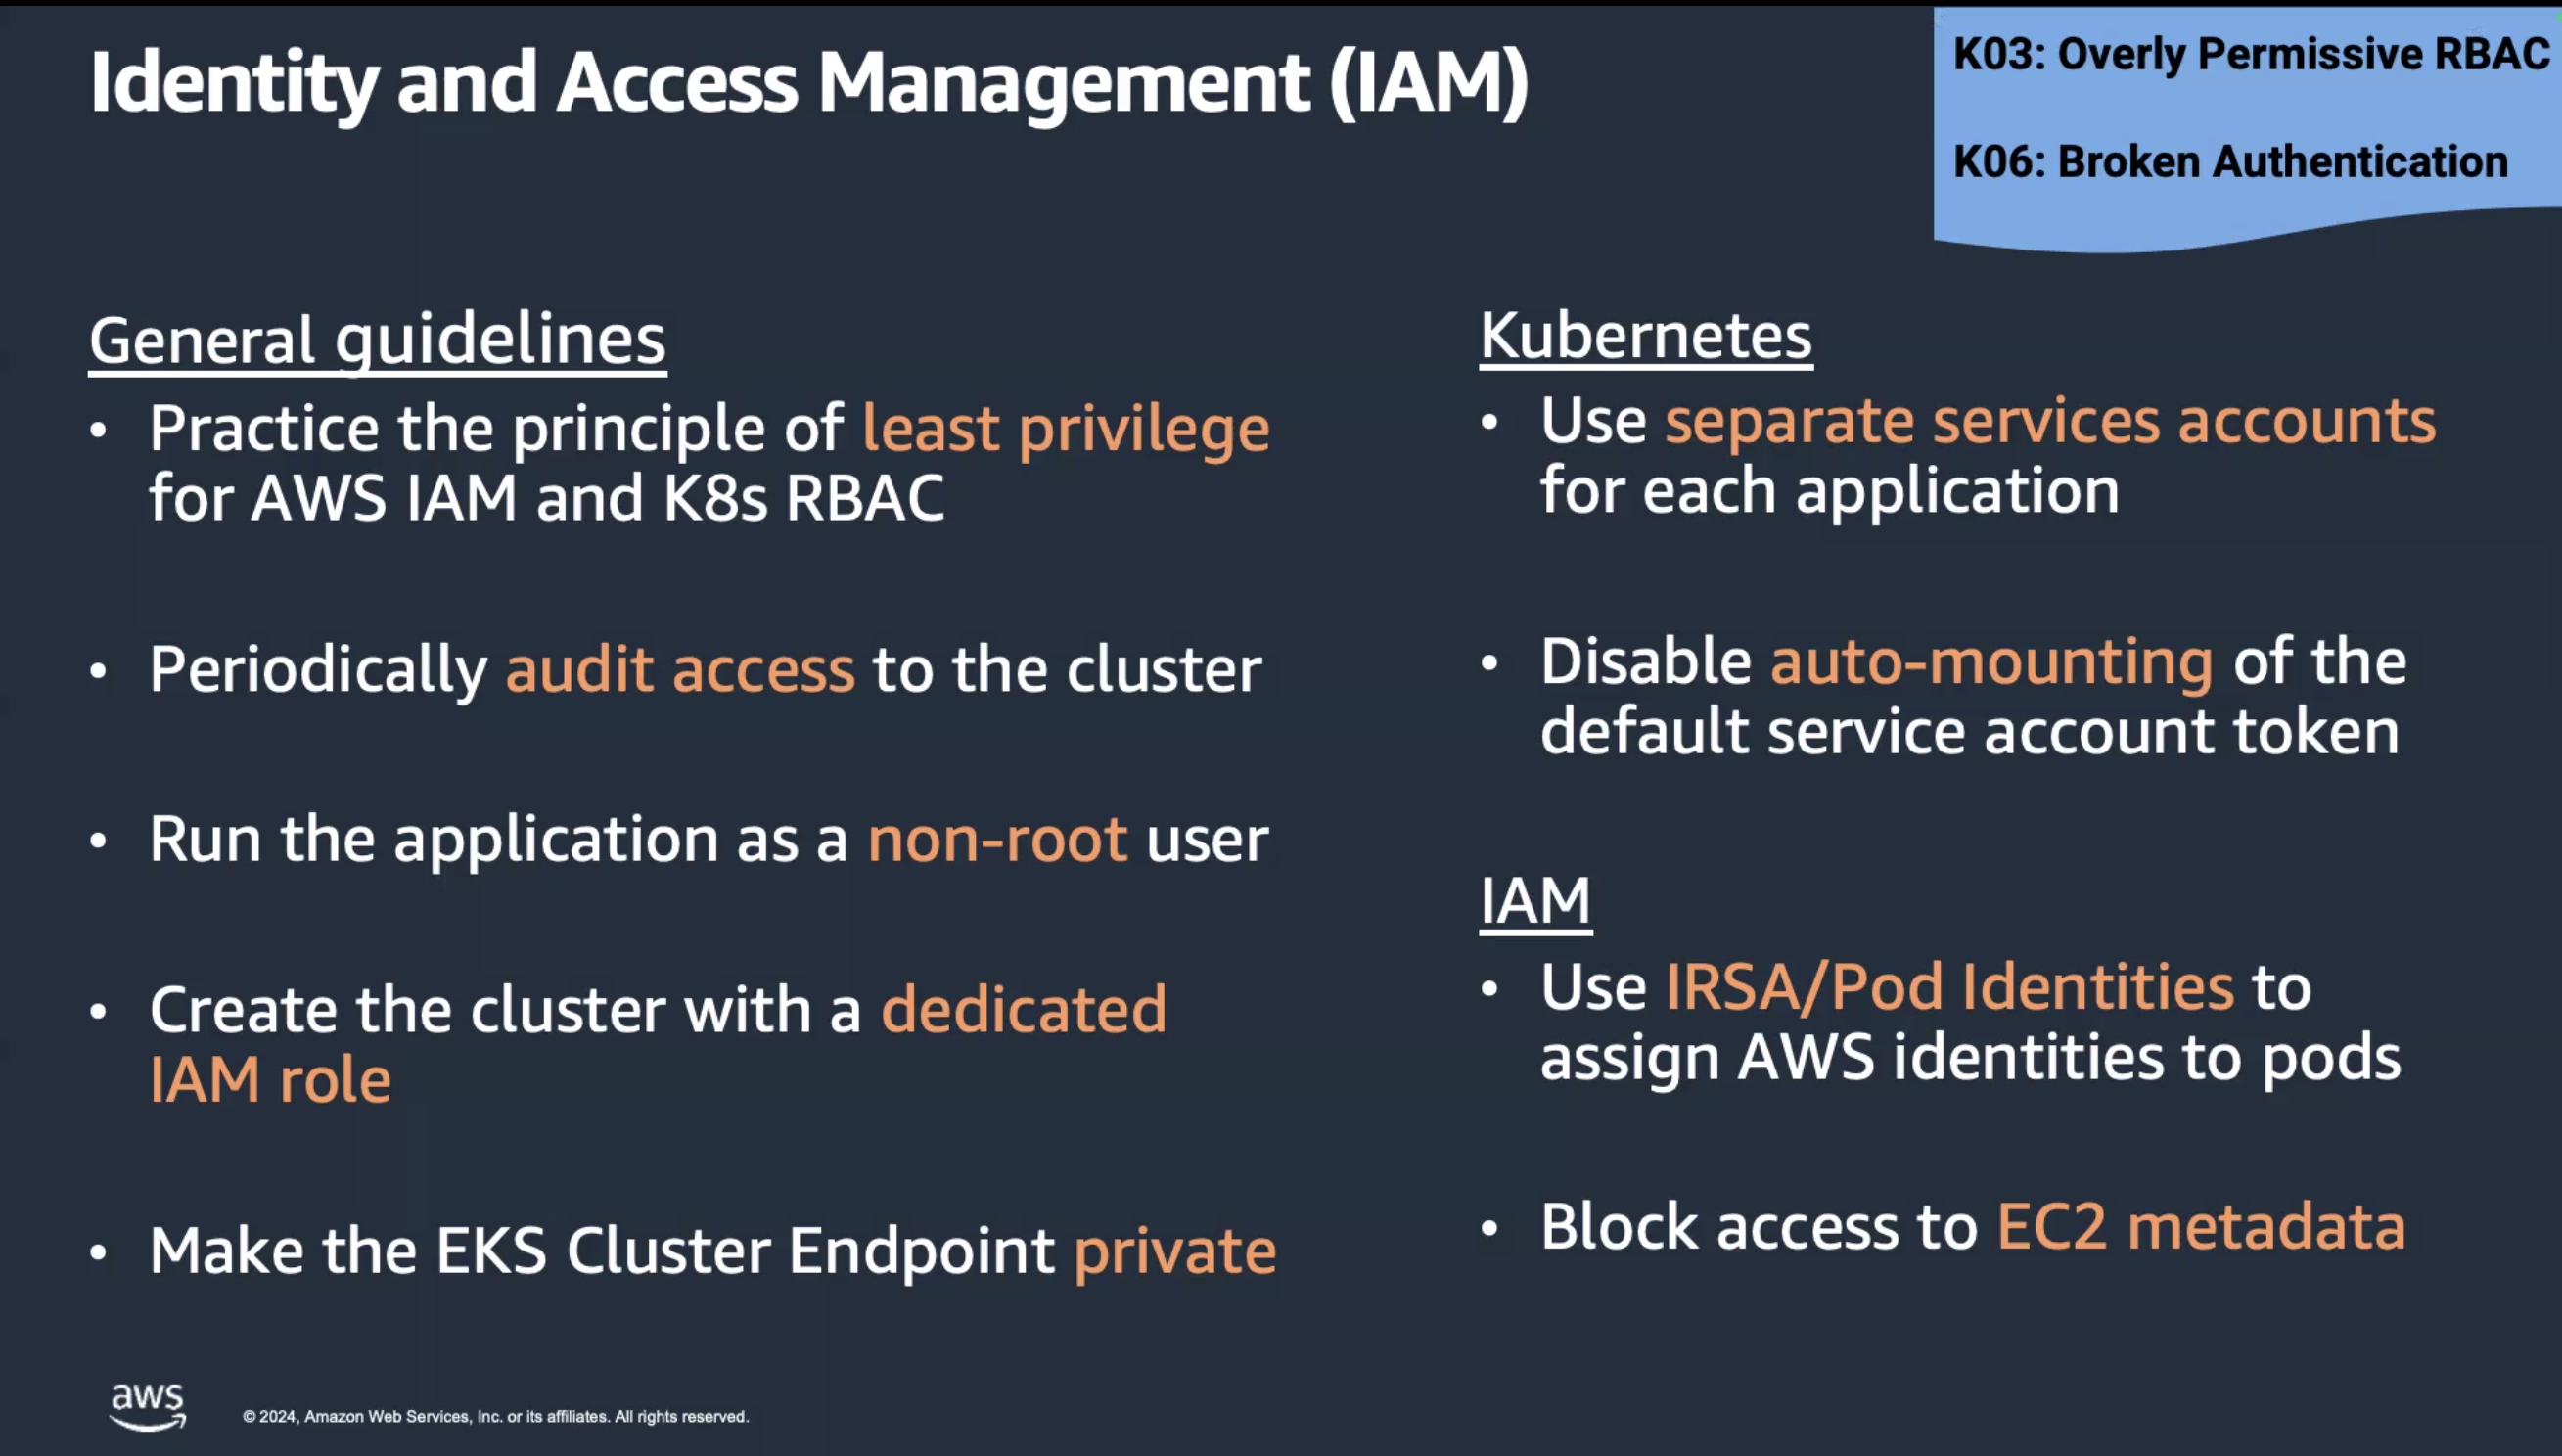 Identity and Access Management (IAM)
K03: Overly Permissive RBAC
K06: Broken Authentication
General guidelines
• Practice the principle of least privilege
for AWS IAM and K8s RBAC
• Periodically audit access to the cluster
• Run the application as a non-root user
• Create the cluster with a dedicated
IAM role
• Make the EKS Cluster Endpoint private
Kubernetes
• Use separate services accounts
for each application
• Disable auto-mounting of the
default service account token
IAM
• Use IRSA/Pod Identities to
assign AWS identities to pods
• Block access to EC2 metadata
aws
© 2024, Amazon Web Services, Inc. or its affiliates. All rights reserved.